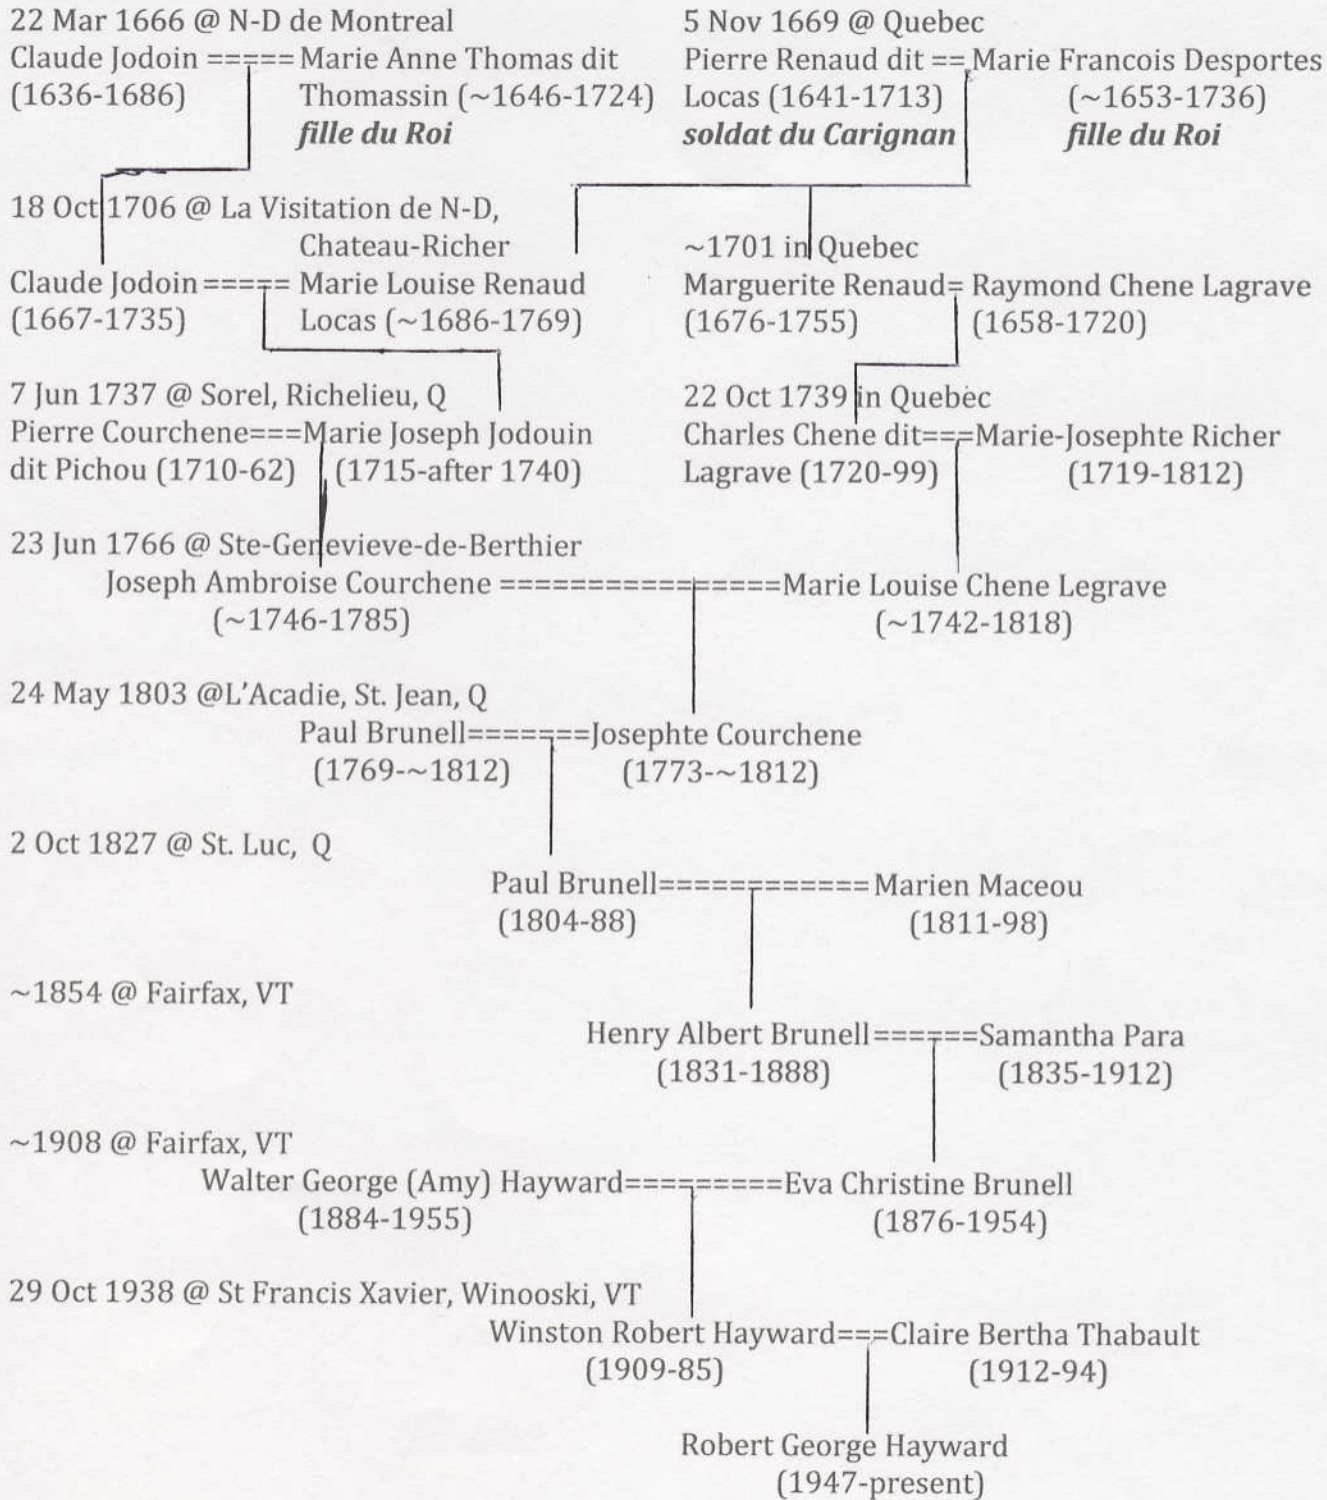 22 Mar 1666 @ N-D de Montreal 5 Nov 1669 @ Quebec
Claude Jodoin ===== Marie Anne Thomas dit Pierre Renaud dit == Marie Francois Desportes
(1636-1686) Thomassin (~1646-1724) Locas (1641-1713) (~1653-1736)
fille du Roi soldat du Carignan fille du Roi
18 Oct 1706 @ La Visitation de N-D,
Chateau-Richer ~1701 in Quebec
Claude Jodoin ===== Marie Louise Renaud Marguerite Renaud= Raymond Chene Lagrave
(1667-1735) Locas (~1686-1769) (1676-1755) (1658-1720)
7 Jun 1737 @ Sorel, Richelieu, Q 22 Oct 1739 in Quebec
Pierre Courchene===Marie Joseph Jodouin Charles Chene dit===Marie-Josephte Richer
dit Pichou (1710-62) (1715-after 1740) Lagrave (1720-99) (1719-1812)
23 Jun 1766 @ Ste-Genevieve-de-Berthier
Joseph Ambroise Courchene ================Marie Louise Chene Legrave
(~1746-1785) (~1742-1818)
24 May 1803 @L'Acadie, St. Jean, Q
Paul Brunell=======Josephte Courchene
(1769-~1812) (1773-~1812)
2 Oct 1827 @ St. Luc, Q
Paul Brunell============ Marien Maceou
(1804-88) (1811-98)
~1854 @ Fairfax, VT
Henry Albert Brunell======Samantha Para
(1831-1888) (1835-1912)
~1908 @ Fairfax, VT
Walter George (Amy) Hayward=========Eva Christine Brunell
(1884-1955) (1876-1954)
29 Oct 1938 @ St Francis Xavier, Winooski, VT
Winston Robert Hayward===Claire Bertha Thabault
(1909-85) (1912-94)
Robert George Hayward
(1947-present)